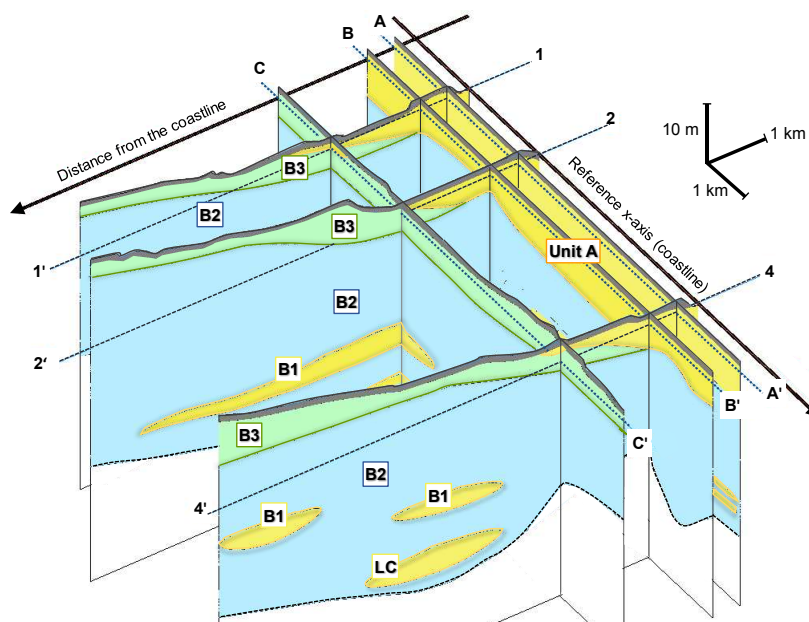 A
B
C
1
2
Distance from the coastline
10 m
1 km
1 km
Reference x-axis (coastline)
B3
B2
B3
Unit A
1'
4
2‘
B2
B1
A'
B'
C'
B3
B2
B1
B1
4'
LC